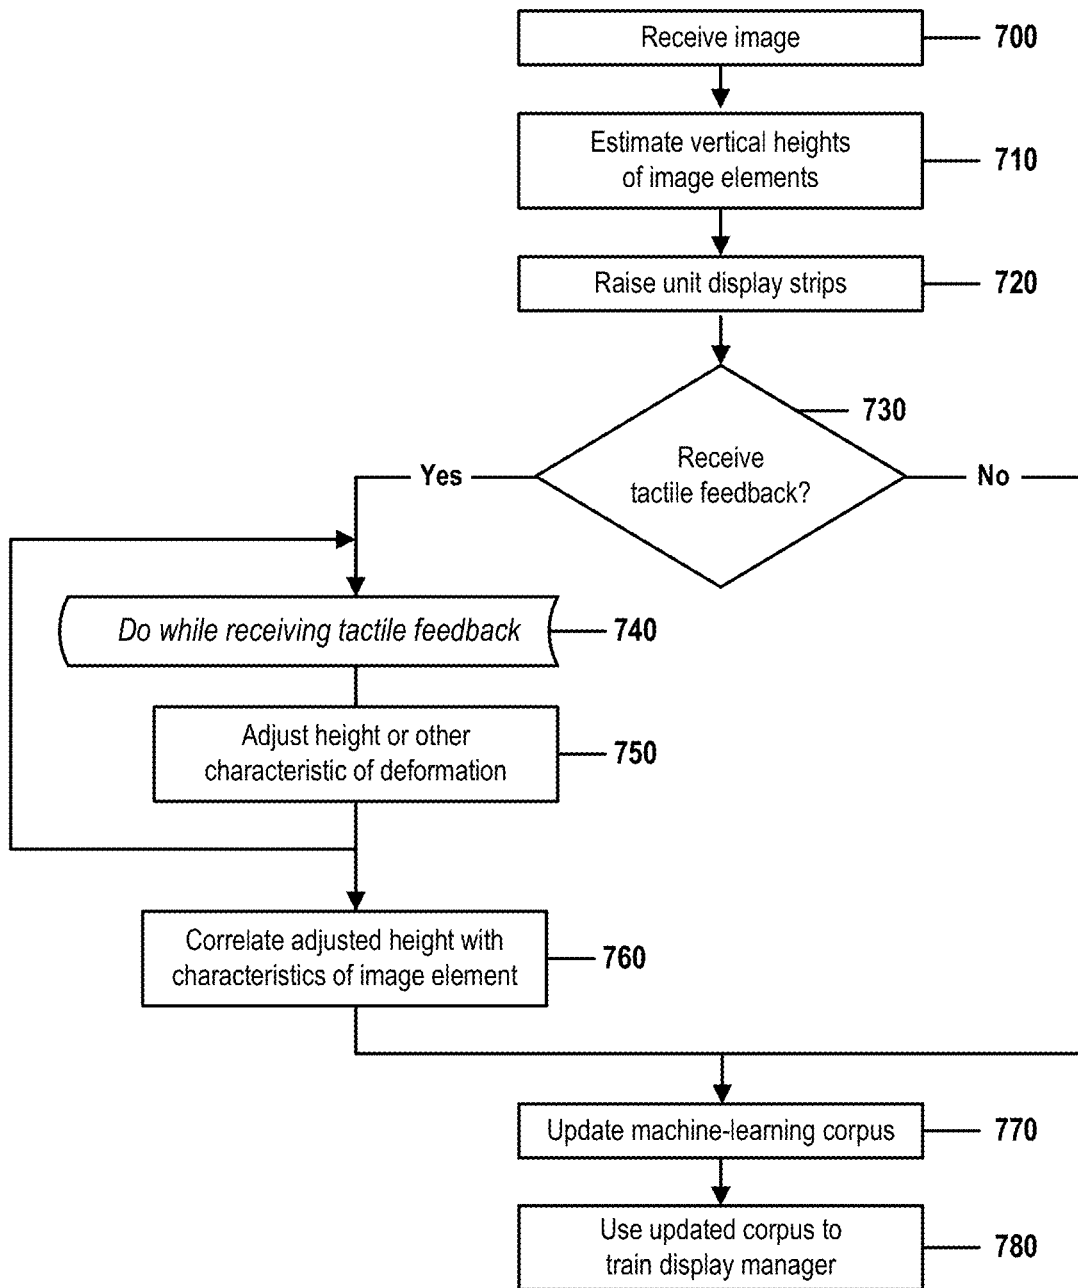 Receive image
700
Estimate vertical heights
of image elements
710
Raise unit display strips
720
730
Receive
tactile feedback?
Yes
No
Do while receiving tactile feedback
740
Adjust height or other
characteristic of deformation
750
Correlate adjusted height with
characteristics of image element
760
Update machine-learning corpus
770
Use updated corpus to
train display manager
780